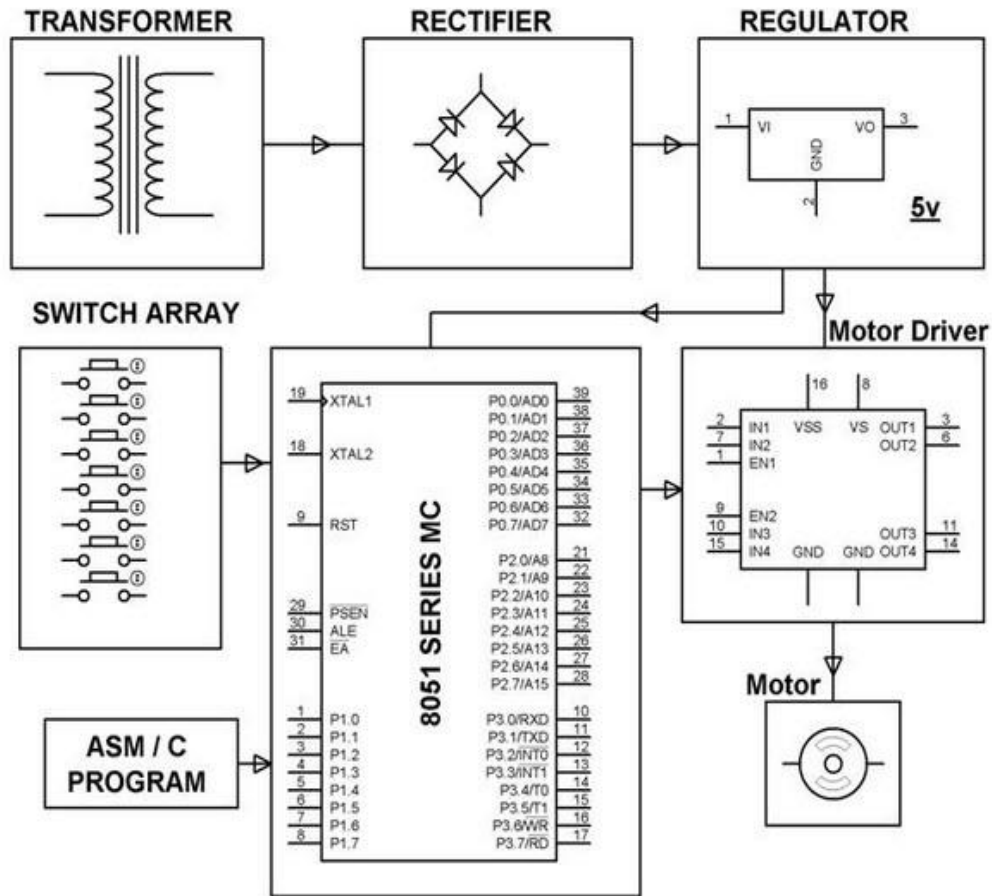 TRANSFORMER
RECTIFIER
REGULATOR
1
VI
VO
3
GND
2
5v
SWITCH ARRAY
Motor Driver
19
XTAL1
18
XTAL2
9
RST
29
PSEN
30
ALE
31
EA
1
P1.0
2
P1.1
3
P1.2
4
P1.3
5
P1.4
6
P1.5
7
P1.6
8
P1.7
8051 SERIES MC
P0.0/AD0
39
P0.1/AD1
38
P0.2/AD2
37
P0.3/AD3
36
P0.4/AD4
35
P0.5/AD5
34
P0.6/AD6
33
P0.7/AD7
32
P2.0/A8
21
P2.1/A9
22
P2.2/A10
23
P2.3/A11
24
P2.4/A12
25
P2.5/A13
26
P2.6/A14
27
P2.7/A15
28
P3.0/RXD
10
P3.1/TXD
11
P3.2/INT0
12
P3.3/INT1
13
P3.4/T0
14
P3.5/T1
15
P3.6/WR
16
P3.7/RD
17
16
8
VSS
VS
2
IN1
7
IN2
1
EN1
9
EN2
10
IN3
15
IN4
OUT1
3
OUT2
6
OUT3
11
OUT4
14
GND
GND
ASM / C
PROGRAM
Motor